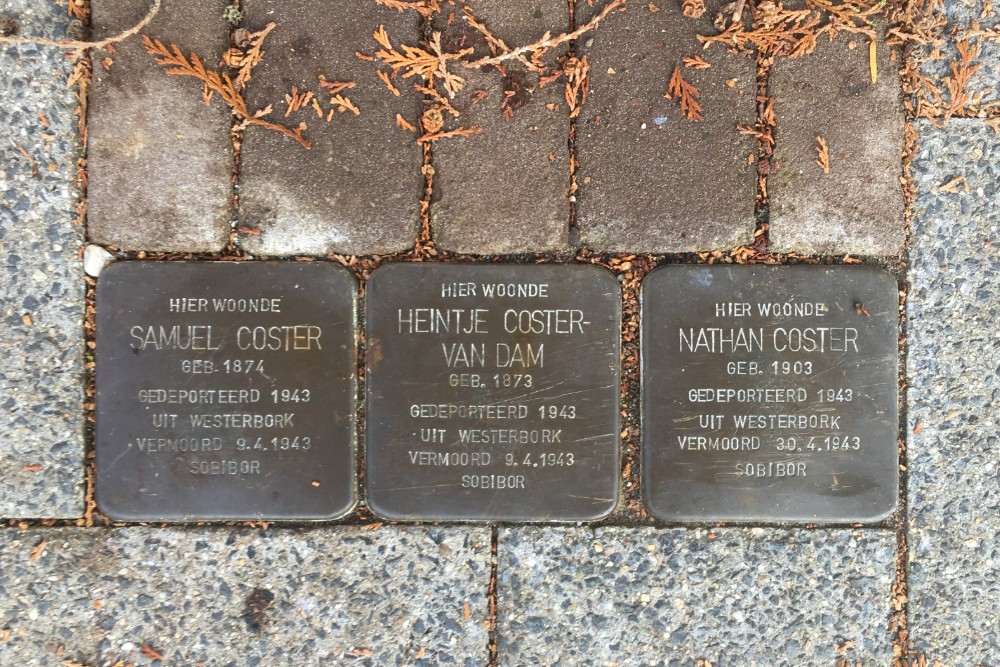 HIER WOONDE
SAMUEL COSTER
GEB. 1874
GEDEPORTEERD 1943
UIT WESTERBORK
VERMOORD 9.4.1943
SOBIBOR
HIER WOONDE
HEINTJE COSTER-
VAN DAM
GEB. 1873
GEDEPORTEERD 1943
UIT WESTERBORK
VERMOORD 9.4.1943
SOBIBOR
HIER WOONDE
NATHAN COSTER
GEB. 1903
GEDEPORTEERD 1943
UIT WESTERBORK
VERMOORD 30.4.1943
SOBIBOR